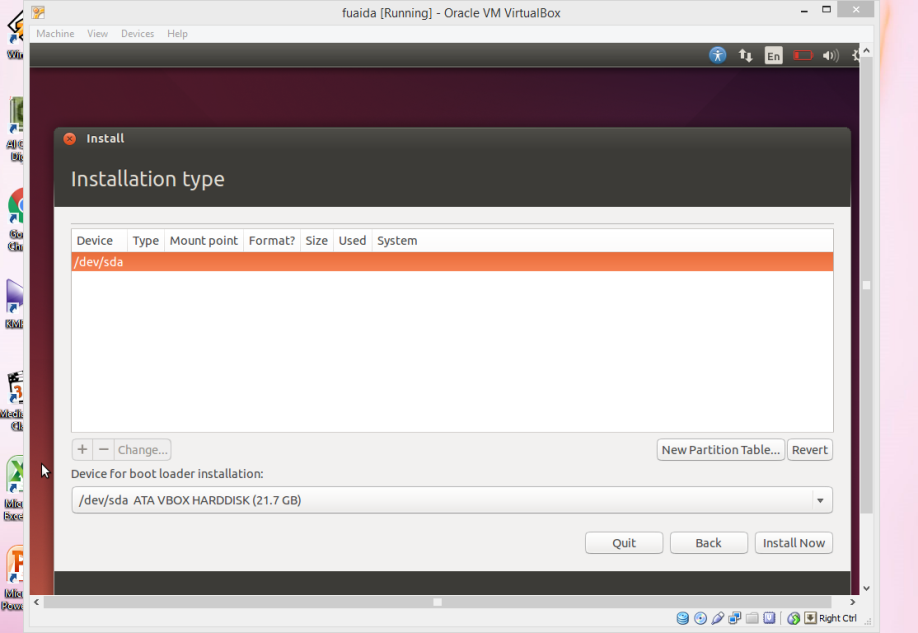 fuaida [Running] - Oracle VM VirtualBox
Machine View Devices Help
En
Install
Installation type
Device Type Mount point Format? Size Used System
/dev/sda
+ − Change... New Partition Table... Revert
Device for boot loader installation:
/dev/sda ATA VBOX HARDDISK (21.7 GB)
Quit Back Install Now
Right Ctrl